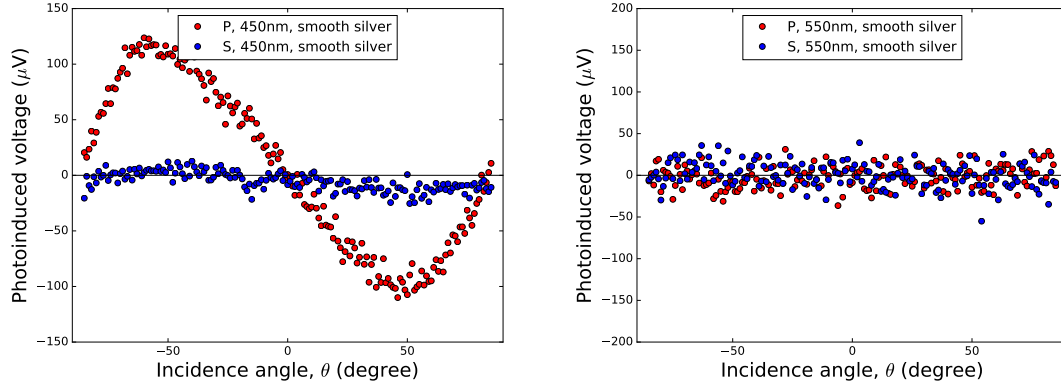 150
100
50
0
−50
−100
−150
−50
0
50
Photoinduced voltage (μV)
Incidence angle, θ (degree)
P, 450nm, smooth silver
S, 450nm, smooth silver
200
150
100
50
0
−50
−100
−150
−200
−50
0
50
Photoinduced voltage (μV)
Incidence angle, θ (degree)
P, 550nm, smooth silver
S, 550nm, smooth silver